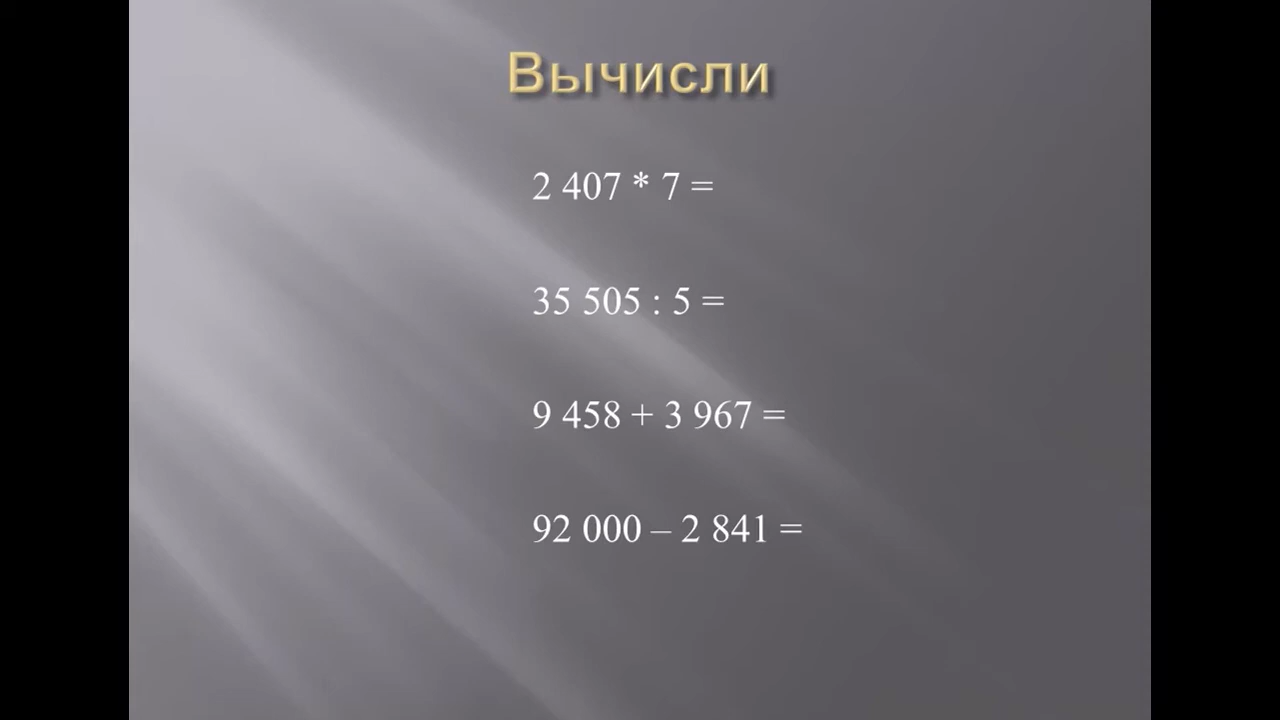 Вычисли
2 407 * 7 =
35 505 : 5 =
9 458 + 3 967 =
92 000 – 2 841 =